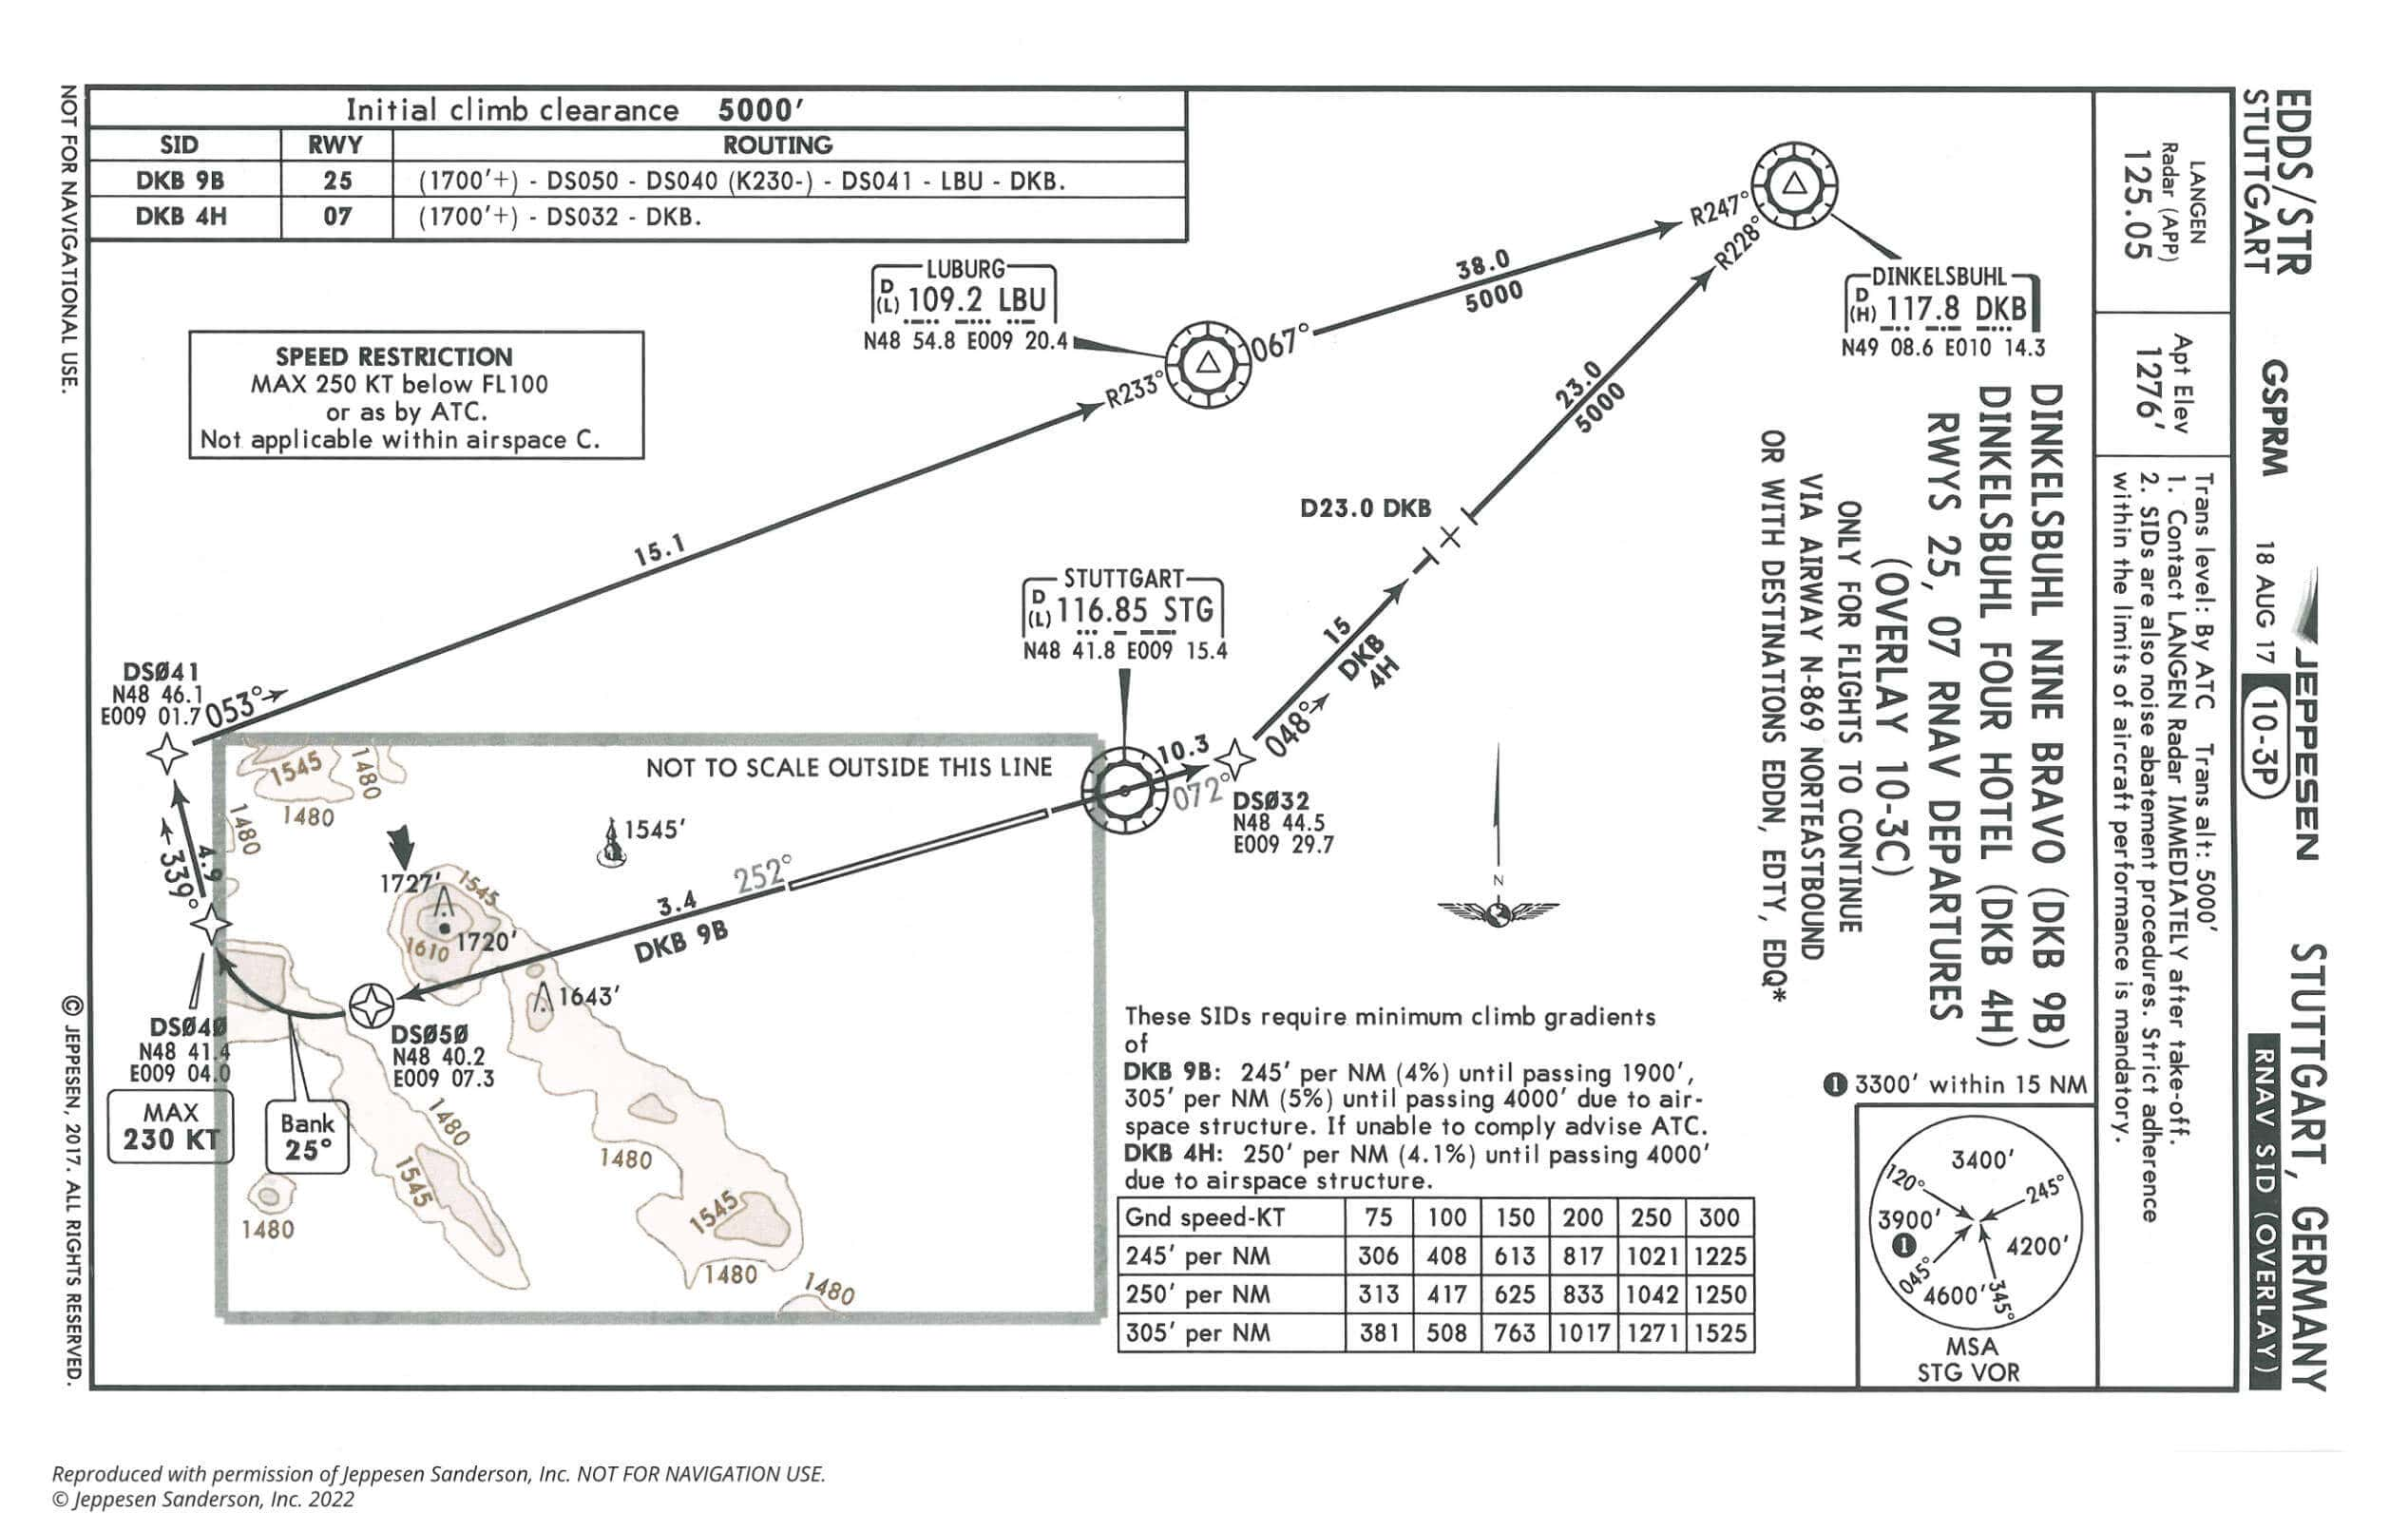 EDDS/STR
STUTTGART
GSPRM
18 AUG 17
10-3P
JEPPESEN
STUTTGART, GERMANY
RNAV SID (OVERLAY)
LANGEN
Radar (APP)
125.05
Apt Elev
1276'
Trans level: By ATC Trans alt: 5000'
1. Contact LANGEN Radar IMMEDIATELY after take-off.
2. SIDs are also noise abatement procedures. Strict adherence
within the limits of aircraft performance is mandatory.
DINKELSBUHL NINE BRAVO (DKB 9B)
DINKELSBUHL FOUR HOTEL (DKB 4H)
RWYS 25, 07 RNAV DEPARTURES
(OVERLAY 10-3C)
ONLY FOR FLIGHTS TO CONTINUE
VIA AIRWAY N-869 NORTEASTBOUND
OR WITH DESTINATIONS EDDN, EDTY, EDQ*
Initial climb clearance 5000'
SID RWY ROUTING
DKB 9B 25 (1700'+) - DS050 - DS040 (K230-) - DS041 - LBU - DKB.
DKB 4H 07 (1700'+) - DS032 - DKB.
SPEED RESTRICTION
MAX 250 KT below FL100
or as by ATC.
Not applicable within airspace C.
LUBURG
D
(L) 109.2 LBU
N48 54.8 E009 20.4
DINKELSBUHL
D
(H) 117.8 DKB
N49 08.6 E010 14.3
R247°
R228°
38.0
5000
067°
R233°
23.0
5000
D23.0 DKB
15.1
STUTTGART
D
(L) 116.85 STG
N48 41.8 E009 15.4
15
DKB
4H
048°
10.3
072°
DSØ32
N48 44.5
E009 29.7
DSØ41
N48 46.1
E009 01.7
053°
NOT TO SCALE OUTSIDE THIS LINE
1545
1480
1480
1480
1545'
4.9
339°
1727'
1545
1720'
1610
252°
3.4
DKB 9B
1643'
DSØ4Ø
N48 41.4
E009 04.0
MAX
230 KT
Bank
25°
DSØ5Ø
N48 40.2
E009 07.3
1480
1545
1480
1480
1545
1480
1480
N
These SIDs require minimum climb gradients
of
DKB 9B: 245' per NM (4%) until passing 1900',
305' per NM (5%) until passing 4000' due to air-
space structure. If unable to comply advise ATC.
DKB 4H: 250' per NM (4.1%) until passing 4000'
due to airspace structure.
Gnd speed-KT 75 100 150 200 250 300
245' per NM 306 408 613 817 1021 1225
250' per NM 313 417 625 833 1042 1250
305' per NM 381 508 763 1017 1271 1525
1 3300' within 15 NM
3400'
120°
245°
3900'
1
4200'
045°
4600'
345°
MSA
STG VOR
NOT FOR NAVIGATIONAL USE.
© JEPPESEN, 2017. ALL RIGHTS RESERVED.
Reproduced with permission of Jeppesen Sanderson, Inc. NOT FOR NAVIGATION USE.
© Jeppesen Sanderson, Inc. 2022